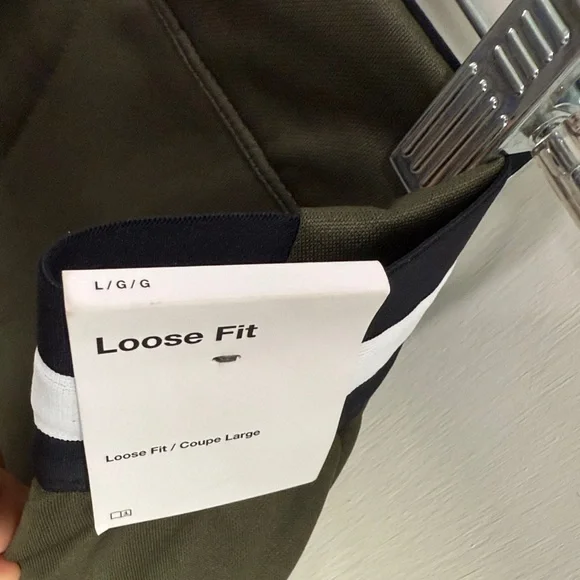 L / G / G
Loose Fit
Loose Fit / Coupe Large